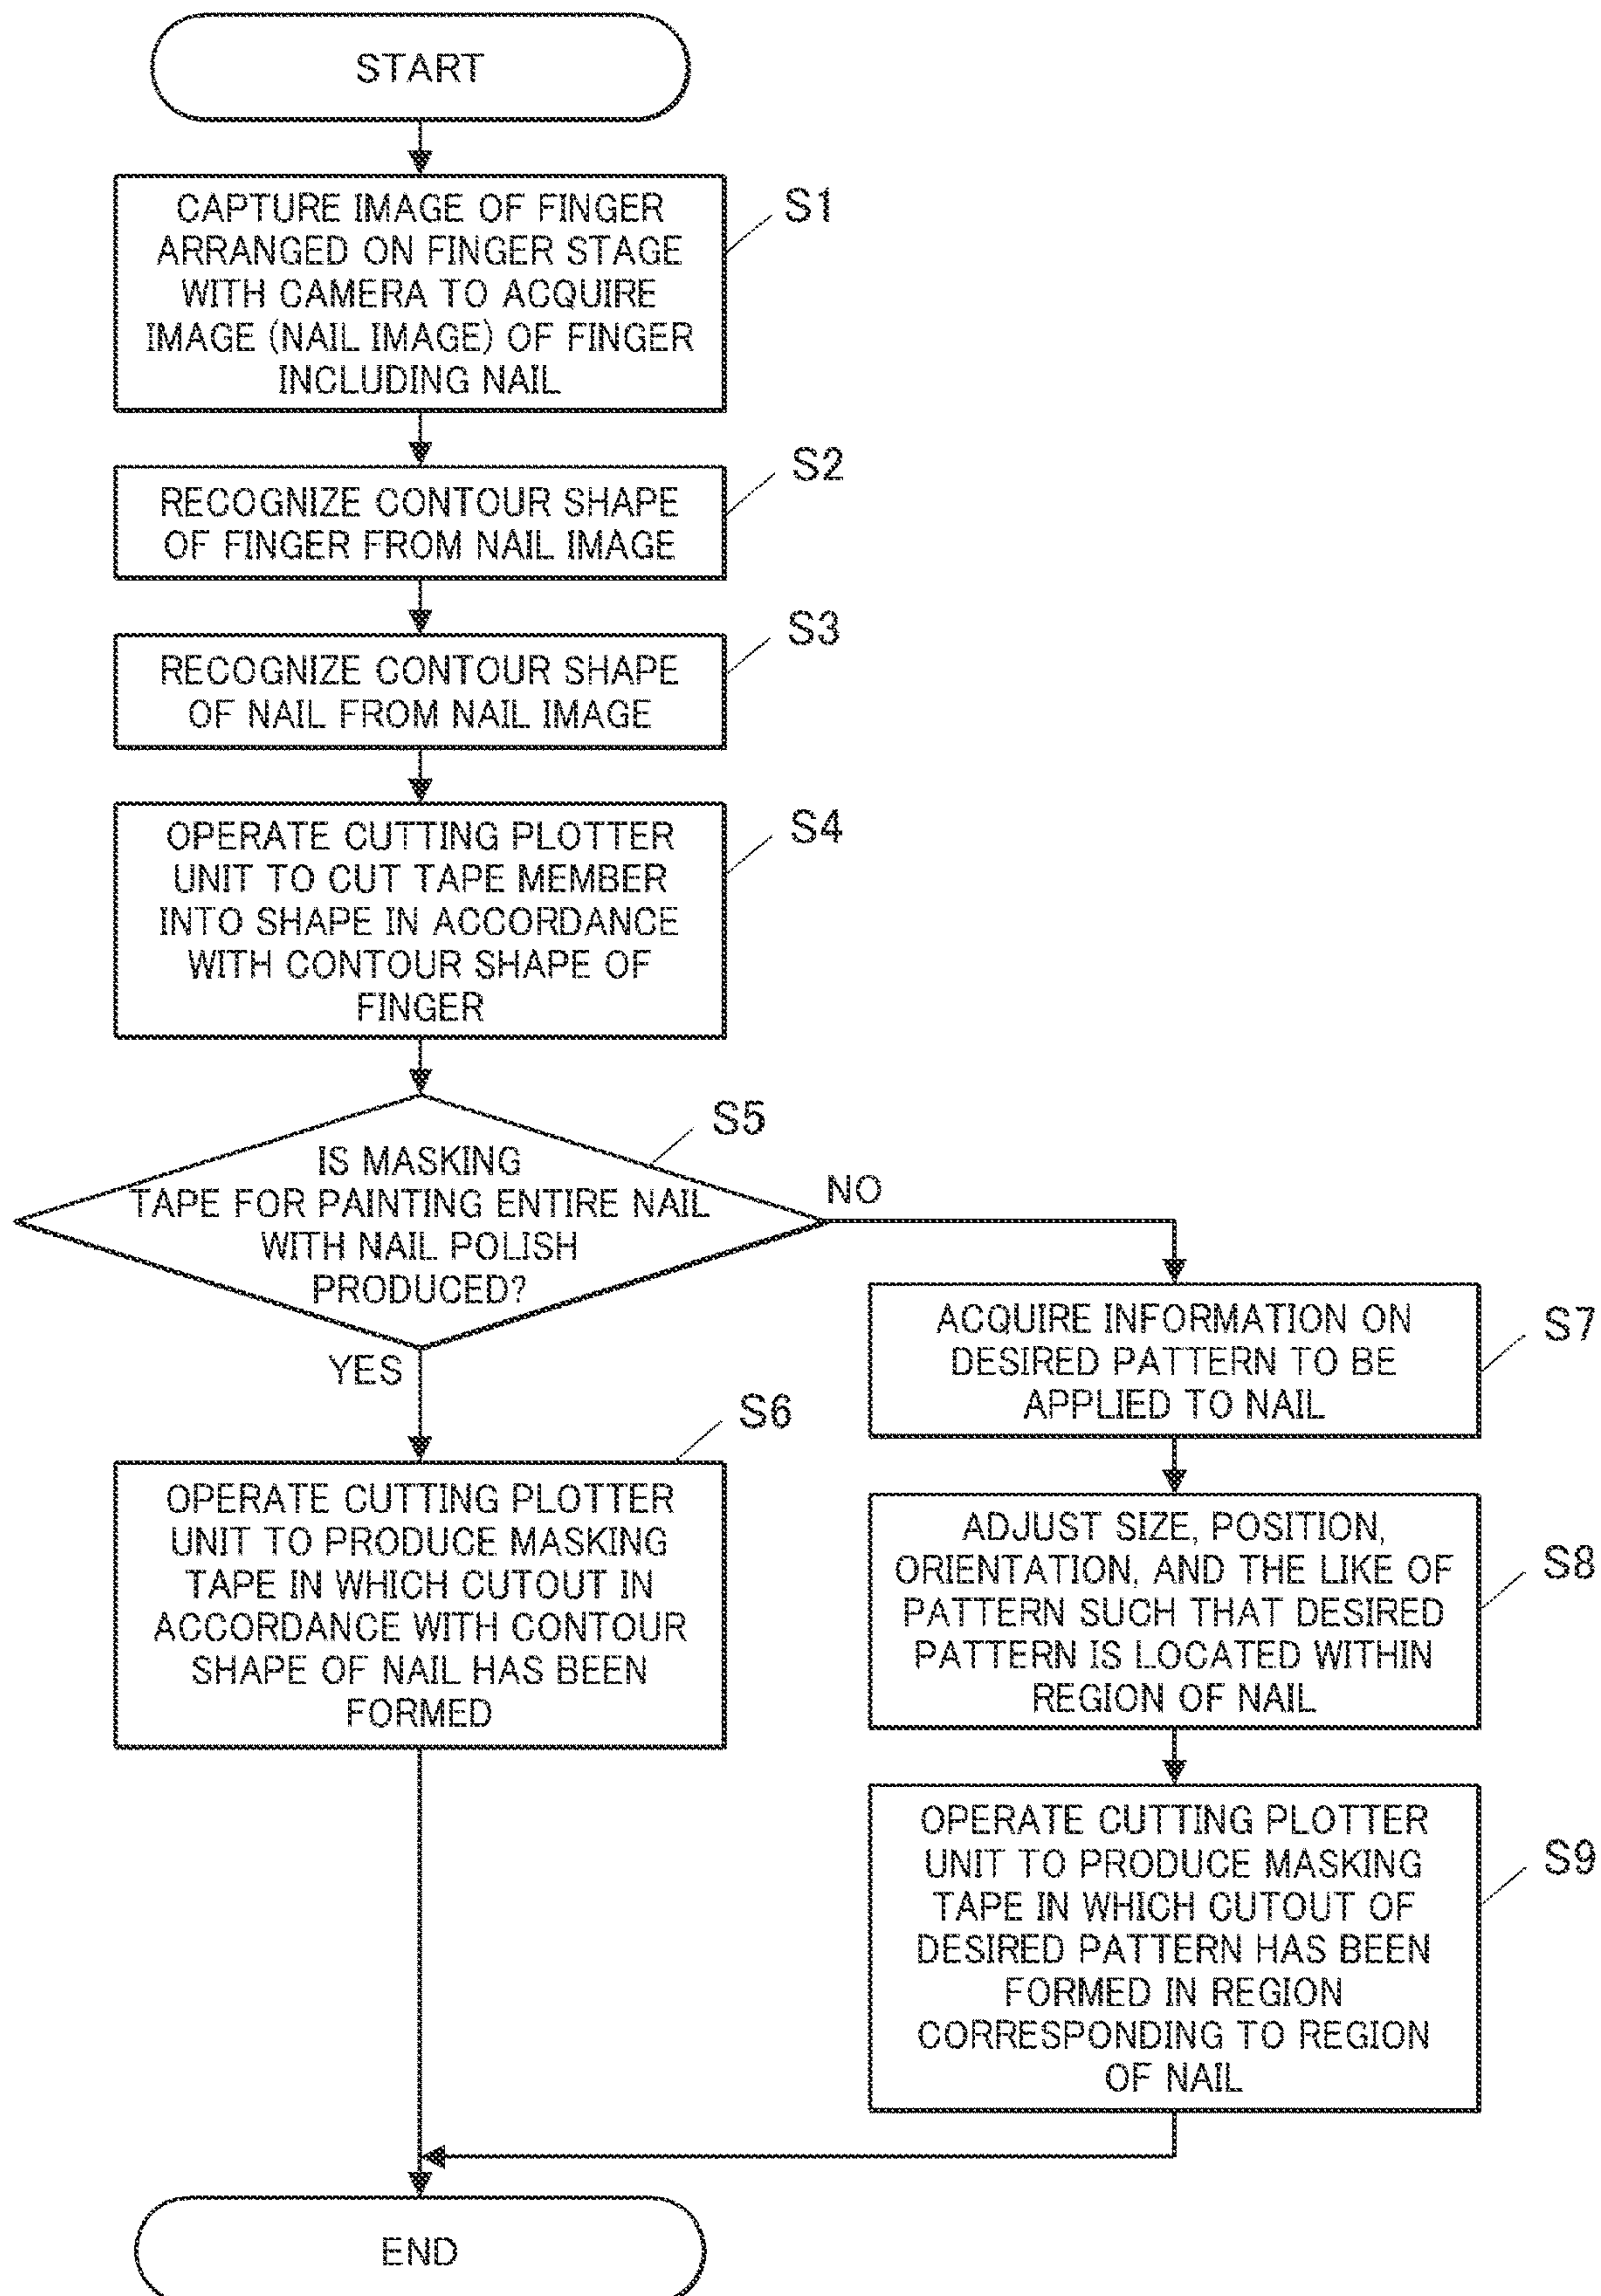 START
CAPTURE IMAGE OF FINGER
ARRANGED ON FINGER STAGE
WITH CAMERA TO ACQUIRE
IMAGE (NAIL IMAGE) OF FINGER
INCLUDING NAIL
S1
RECOGNIZE CONTOUR SHAPE
OF FINGER FROM NAIL IMAGE
S2
RECOGNIZE CONTOUR SHAPE
OF NAIL FROM NAIL IMAGE
S3
OPERATE CUTTING PLOTTER
UNIT TO CUT TAPE MEMBER
INTO SHAPE IN ACCORDANCE
WITH CONTOUR SHAPE OF
FINGER
S4
IS MASKING
TAPE FOR PAINTING ENTIRE NAIL
WITH NAIL POLISH
PRODUCED?
S5
NO
YES
OPERATE CUTTING PLOTTER
UNIT TO PRODUCE MASKING
TAPE IN WHICH CUTOUT IN
ACCORDANCE WITH CONTOUR
SHAPE OF NAIL HAS BEEN
FORMED
S6
ACQUIRE INFORMATION ON
DESIRED PATTERN TO BE
APPLIED TO NAIL
S7
ADJUST SIZE, POSITION,
ORIENTATION, AND THE LIKE OF
PATTERN SUCH THAT DESIRED
PATTERN IS LOCATED WITHIN
REGION OF NAIL
S8
OPERATE CUTTING PLOTTER
UNIT TO PRODUCE MASKING
TAPE IN WHICH CUTOUT OF
DESIRED PATTERN HAS BEEN
FORMED IN REGION
CORRESPONDING TO REGION
OF NAIL
S9
END